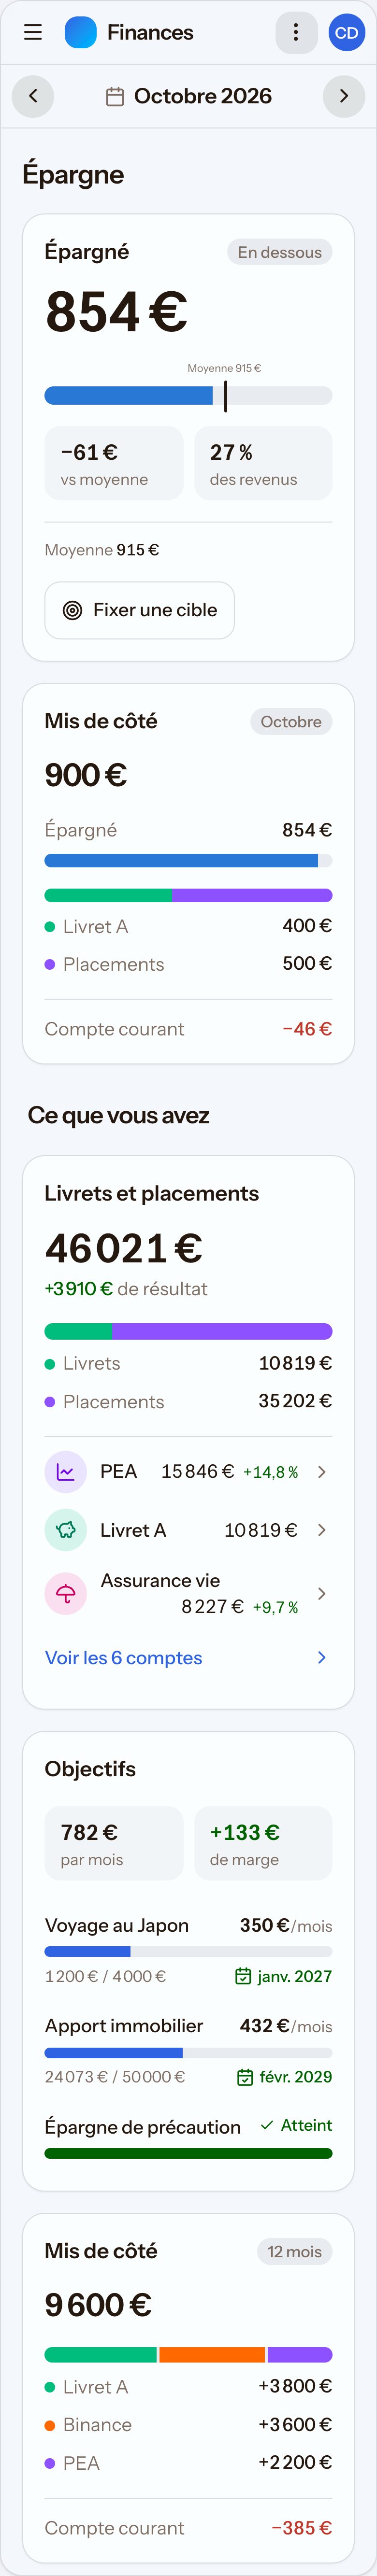 Finances
CD
Octobre 2026
Épargne
Épargné
En dessous
854 €
Moyenne 915 €
−61 €
vs moyenne
27 %
des revenus
Moyenne 915 €
Fixer une cible
Mis de côté
Octobre
900 €
Épargné
854 €
Livret A
400 €
Placements
500 €
Compte courant
−46 €
Ce que vous avez
Livrets et placements
46 021 €
+3 910 € de résultat
Livrets
10 819 €
Placements
35 202 €
PEA
15 846 € +14,8 %
Livret A
10 819 €
Assurance vie
8 227 € +9,7 %
Voir les 6 comptes
Objectifs
782 €
par mois
+133 €
de marge
Voyage au Japon
350 €/mois
1 200 € / 4 000 €
janv. 2027
Apport immobilier
432 €/mois
24 073 € / 50 000 €
févr. 2029
Épargne de précaution
Atteint
Mis de côté
12 mois
9 600 €
Livret A
+3 800 €
Binance
+3 600 €
PEA
+2 200 €
Compte courant
−385 €